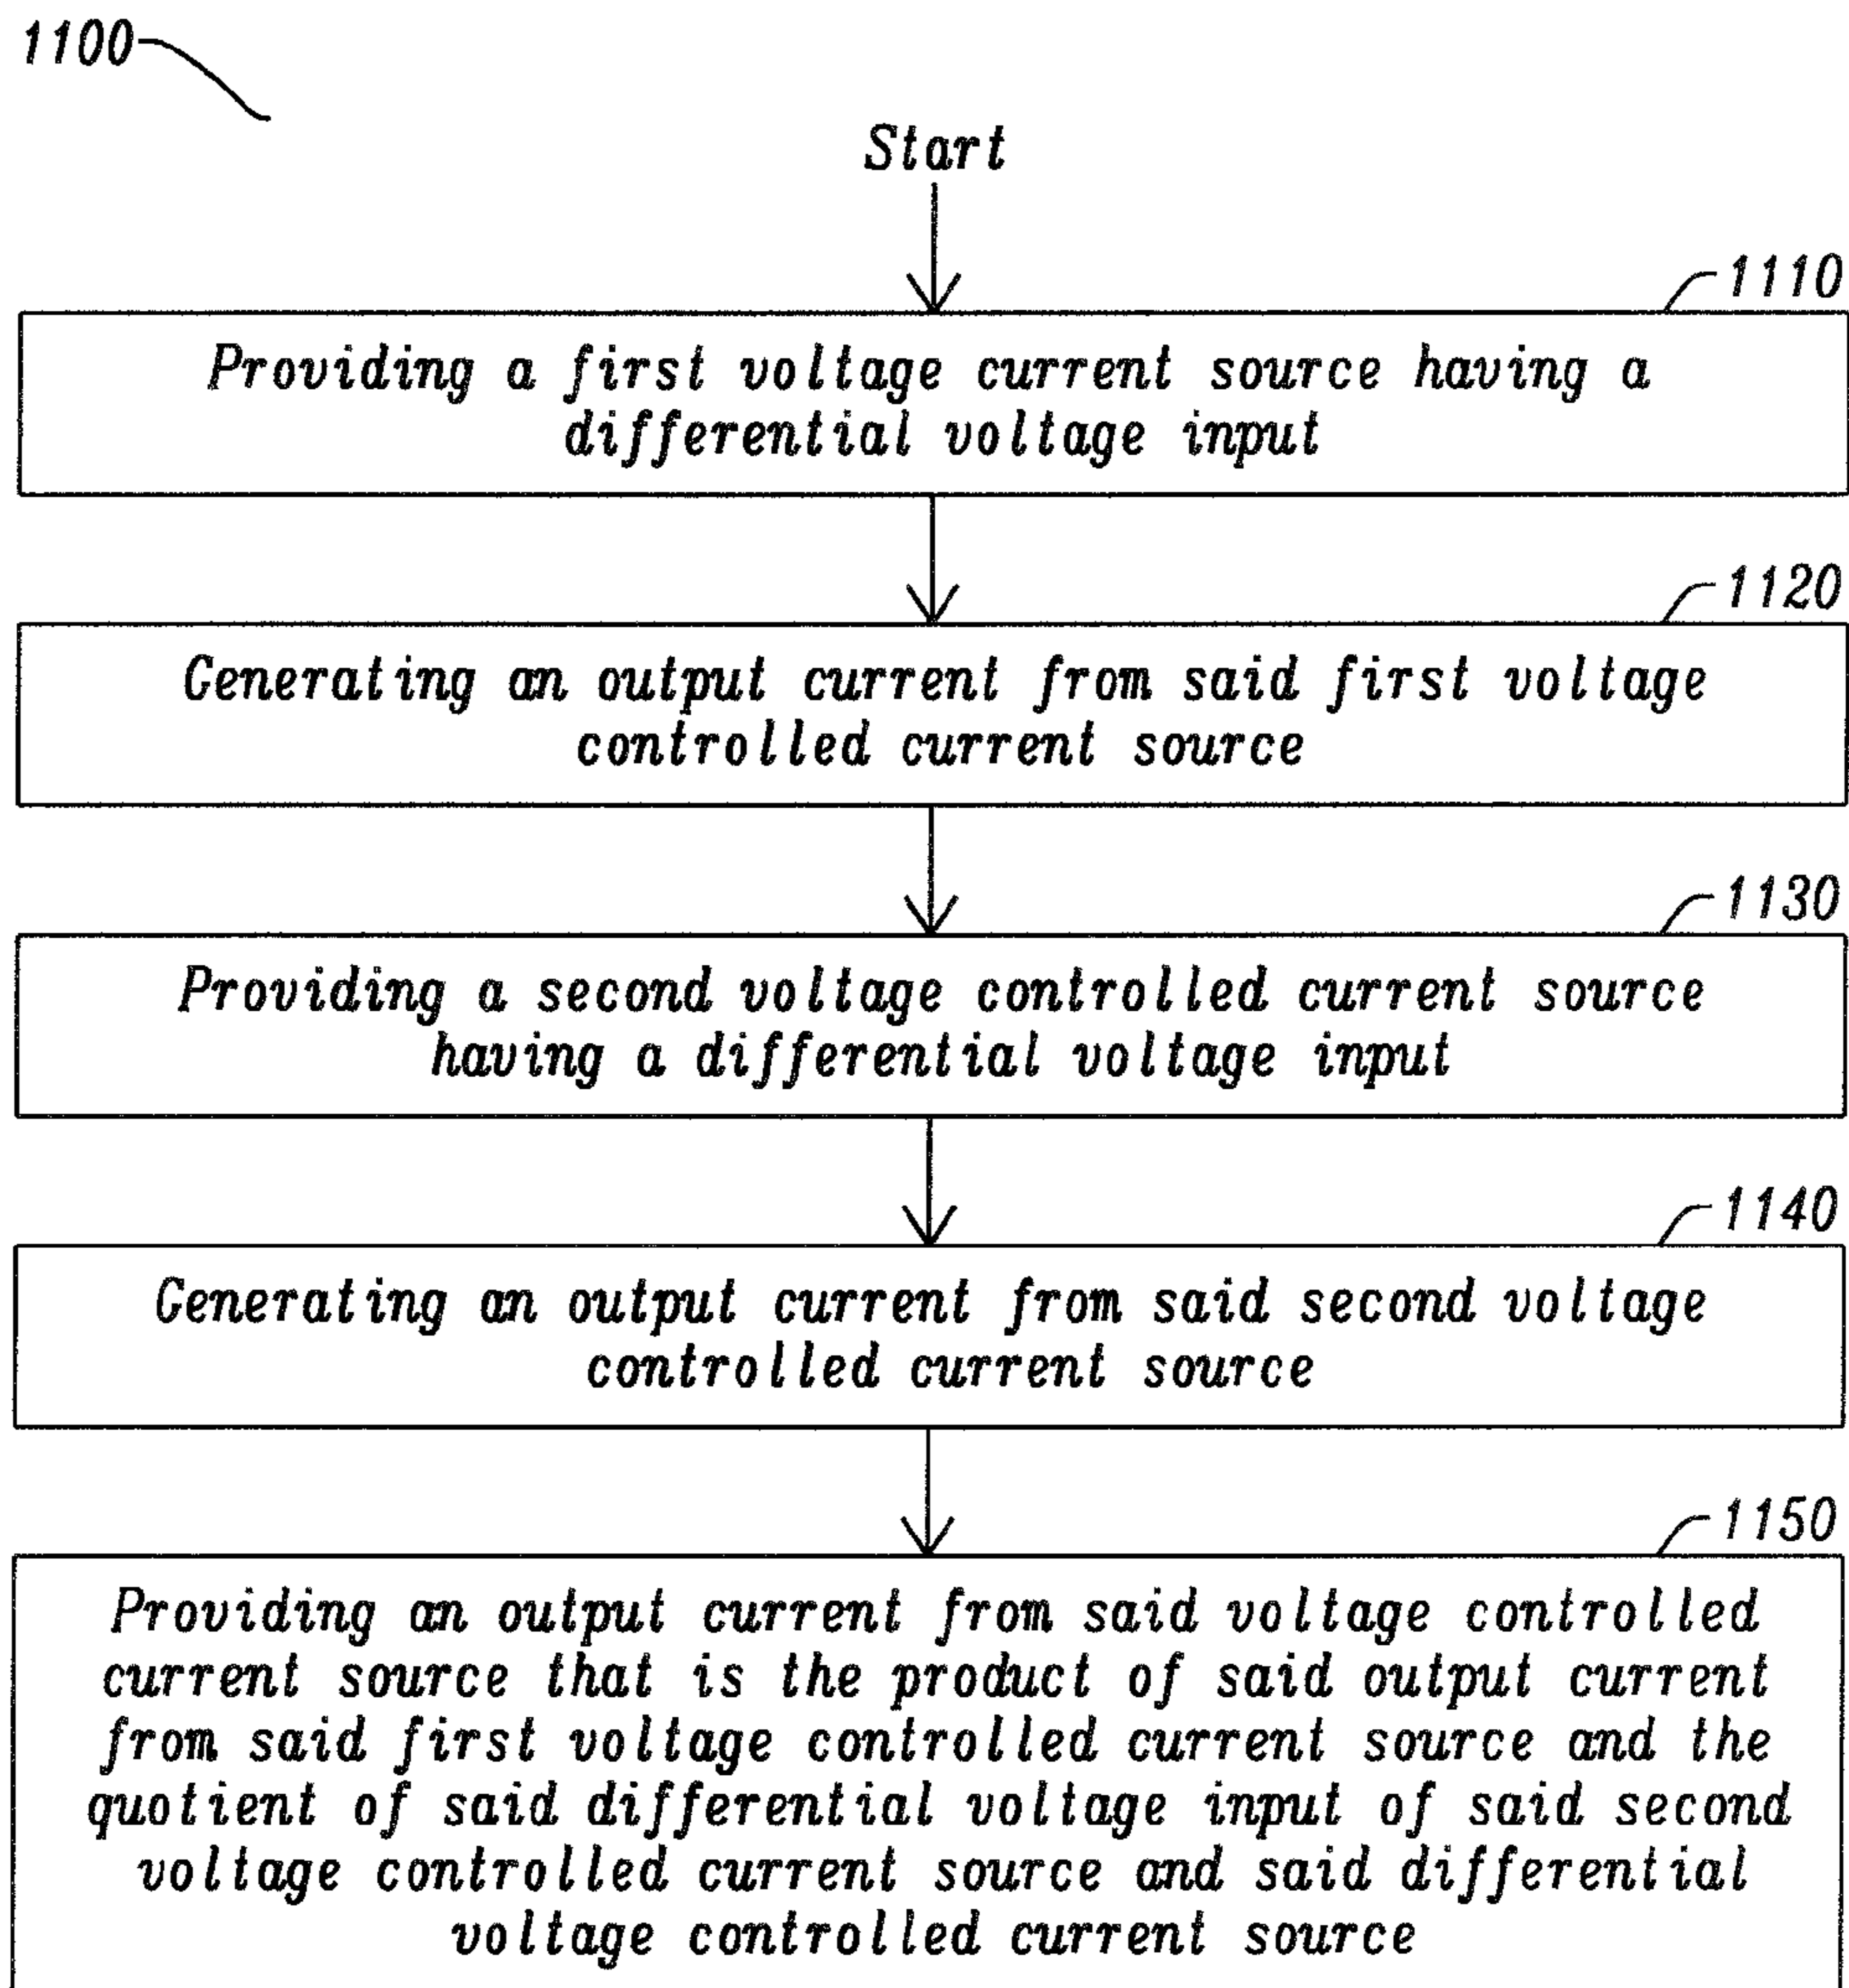 1100
Start
1110
Providing a first voltage current source having a
differential voltage input
1120
Generating an output current from said first voltage
controlled current source
1130
Providing a second voltage controlled current source
having a differential voltage input
1140
Generating an output current from said second voltage
controlled current source
1150
Providing an output current from said voltage controlled
current source that is the product of said output current
from said first voltage controlled current source and the
quotient of said differential voltage input of said second
voltage controlled current source and said differential
voltage controlled current source